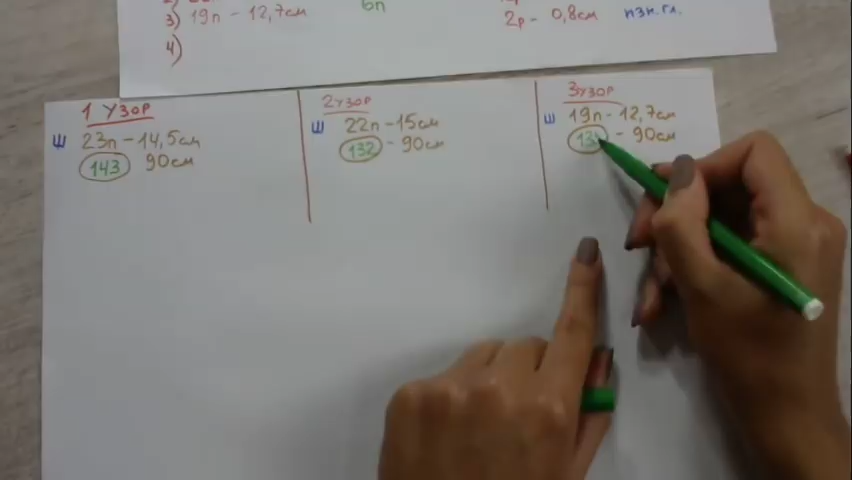 3) 19п - 12,7см
6п
2р - 0,8см изн.гл.
4)
1 УЗОР
Ш 23п - 14,5см
143 90см
2 УЗОР
Ш 22п - 15см
132 - 90см
3 УЗОР
Ш 19п - 12,7см
- 90см